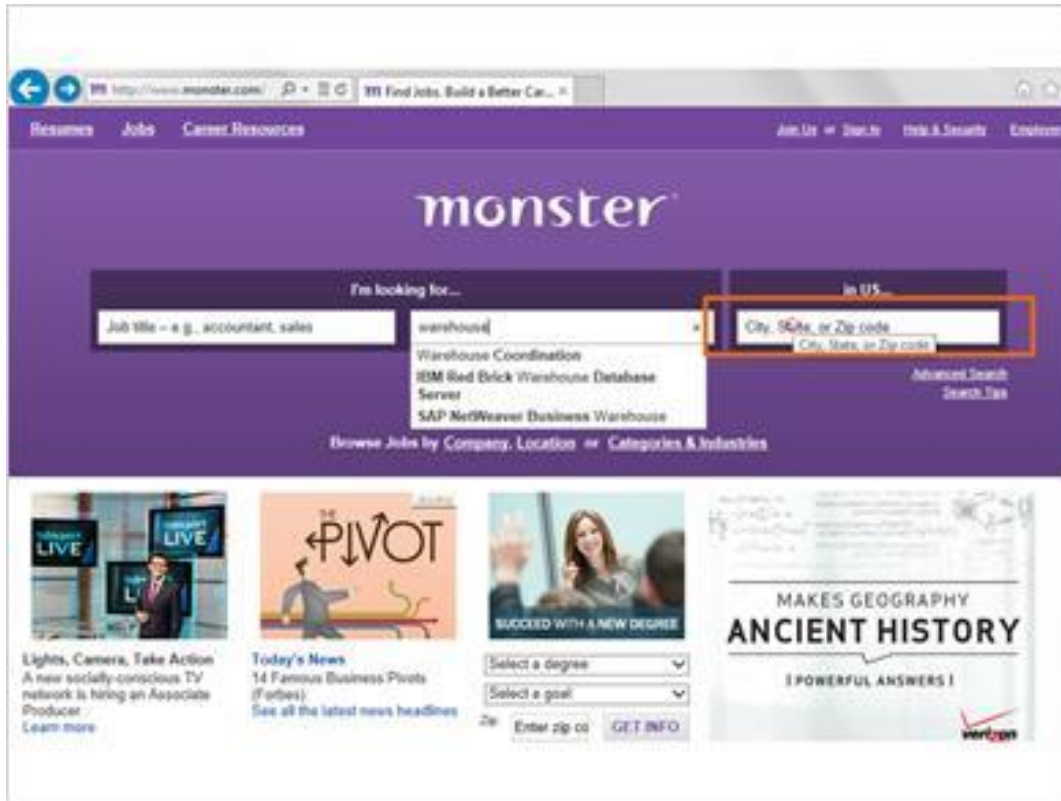 http://www.monster.com/
m Find Jobs. Build a Better Car...
Resumes Jobs Career Resources
Join Us or Sign In Help & Security
monster
I'm looking for...
in US...
Job title – e.g., accountant, sales
warehouse
City, State, or Zip code
City, State, or Zip code
Warehouse Coordination
IBM Red Brick Warehouse Database
Server
SAP NetWeaver Business Warehouse
Advanced Search
Search Tips
Browse Jobs by Company, Location or Categories & Industries
LIVE
LIVE
THE
PIVOT
SUCCEED WITH A NEW DEGREE
MAKES GEOGRAPHY
ANCIENT HISTORY
POWERFUL ANSWERS
verizon
Lights, Camera, Take Action
A new socially-conscious TV
network is hiring an Associate
Producer
Learn more
Today's News
14 Famous Business Pivots
(Forbes)
See all the latest news headlines
Select a degree
Select a goal
Zip
Enter zip co
GET INFO